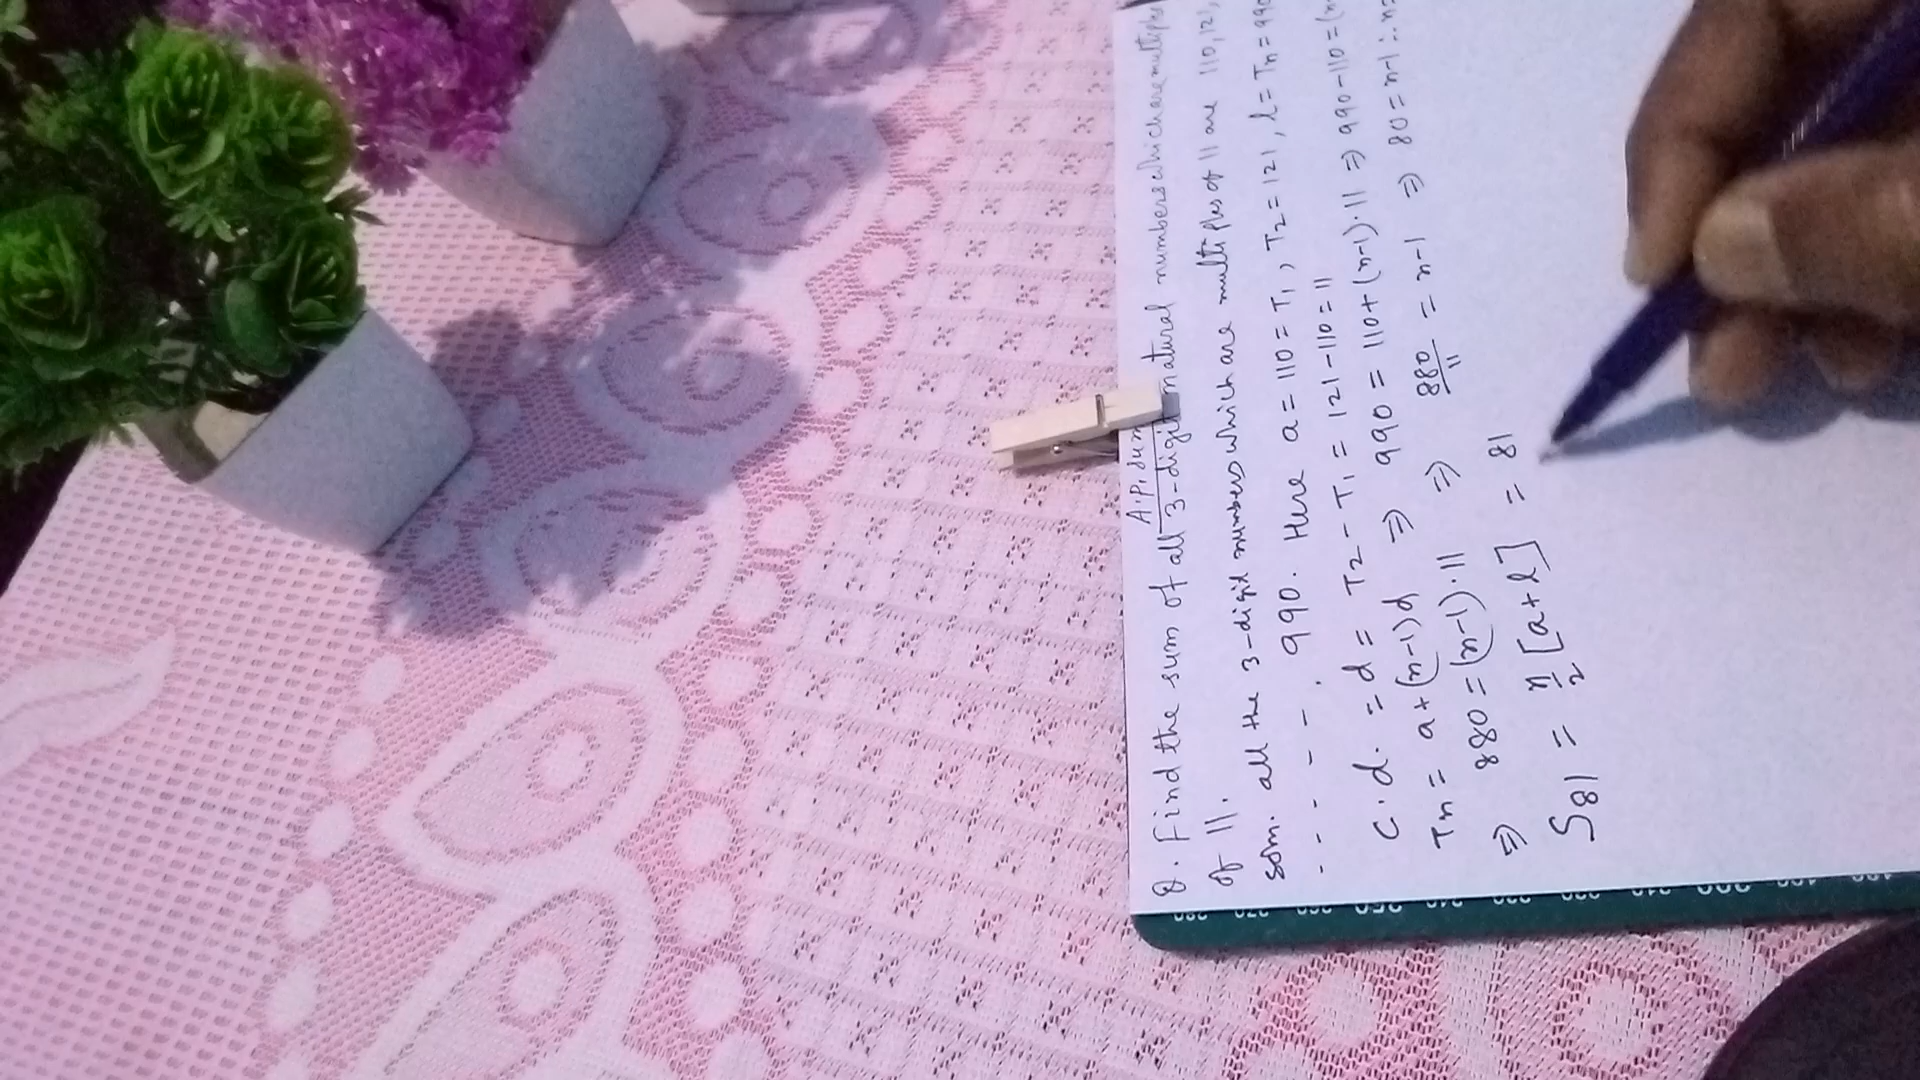 A.P. sum
Q. Find the sum of all 3-digit natural numbers which are multiples
of 11.
Som. all the 3-digit numbers which are multiples of 11 are 110, 121,
- - - - - . 990. Here a = 110 = T1, T2 = 121, l = Tn = 990
C.d. = d = T2 - T1 = 121-110 = 11
Tn = a+(n-1)d ⇒ 990 = 110+(n-1).11 ⇒ 990-110 = (n
⇒ 880 = (n-1).11 ⇒ 880/11 = n-1 ⇒ 80 = n-1 ∴ n=
S81 = n/2 [a+l] = 81